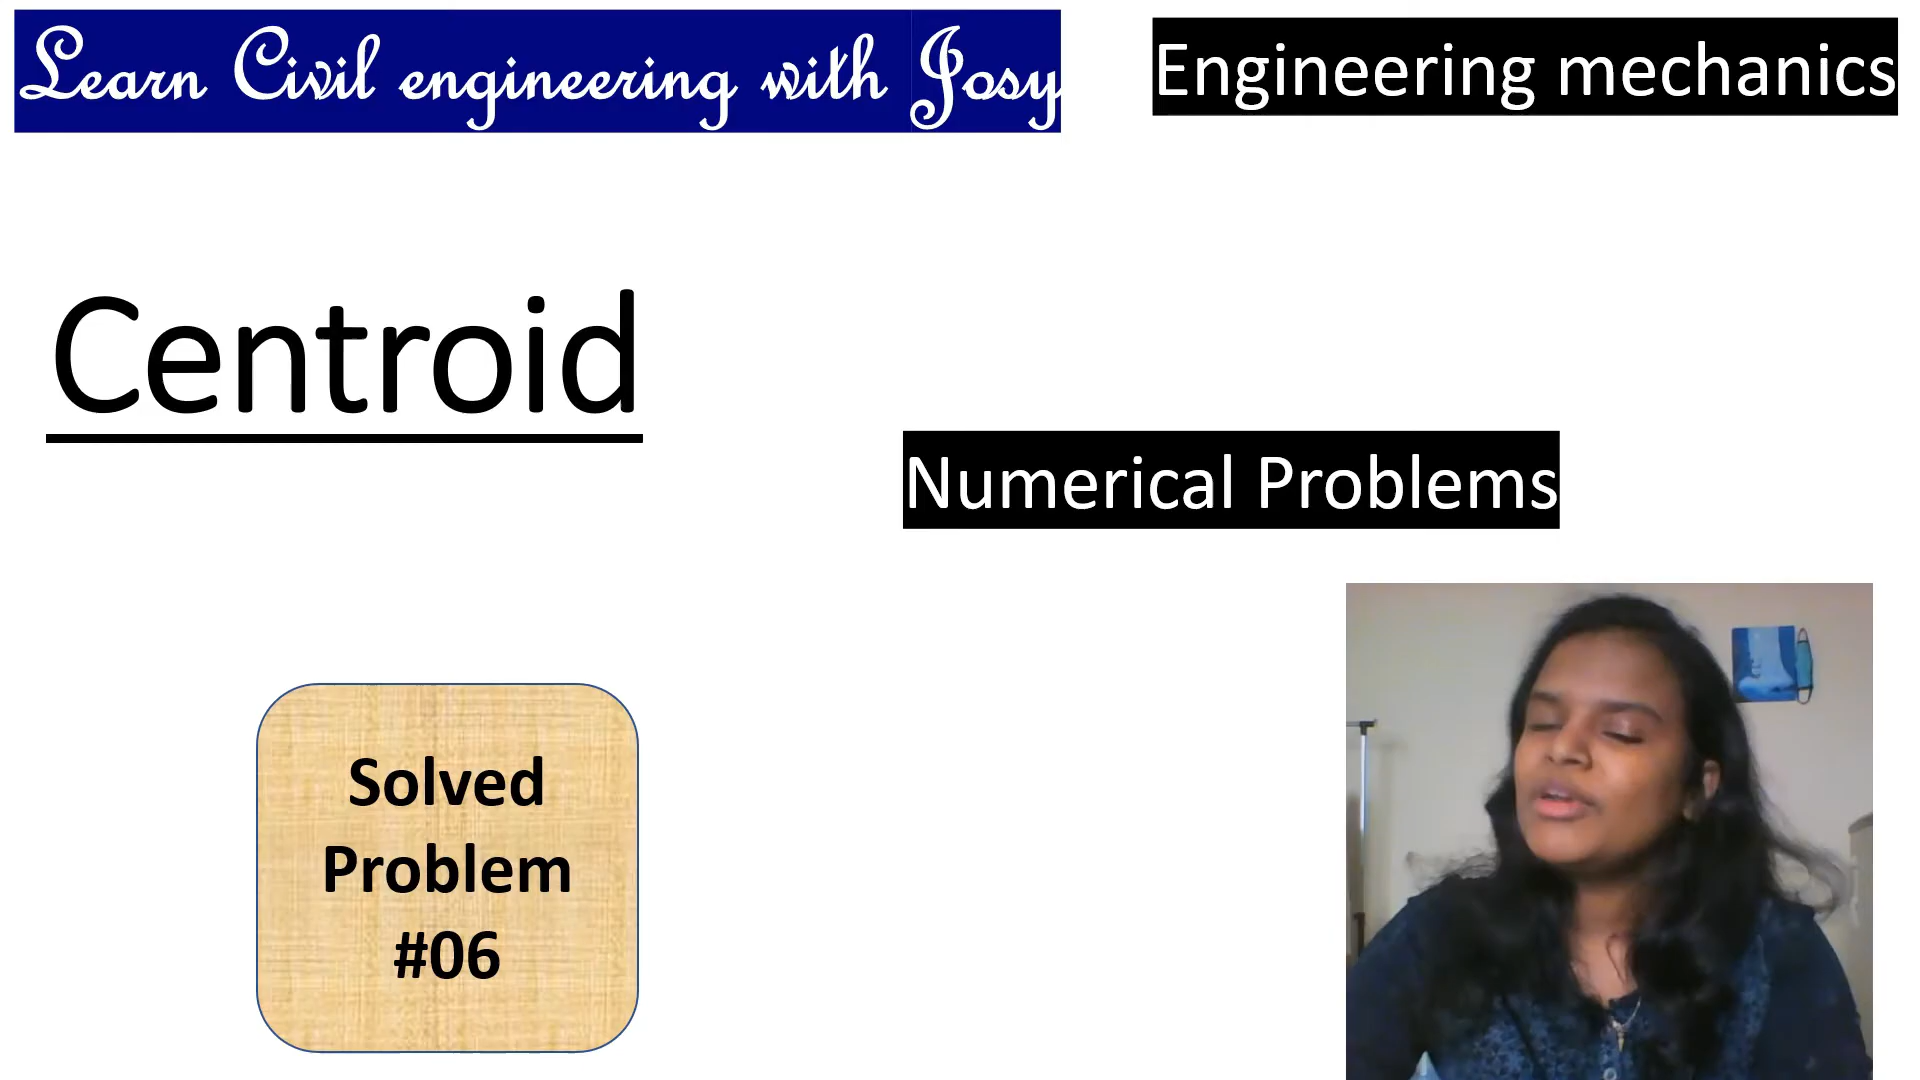 Learn Civil engineering with Josy
Engineering mechanics
Centroid
Numerical Problems
Solved
Problem
#06